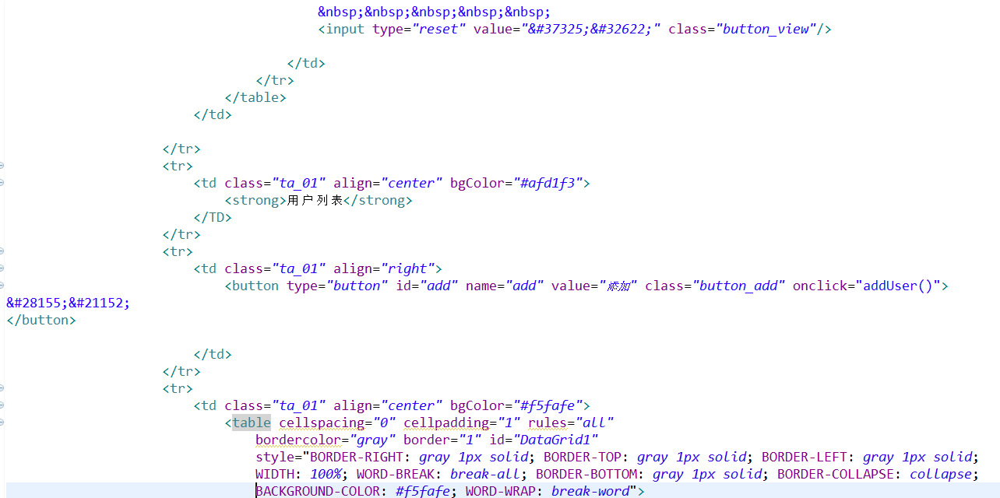 &nbsp;&nbsp;&nbsp;&nbsp;&nbsp;
<input type="reset" value="&#37325;&#32622;" class="button_view"/>
</td>
</tr>
</table>
</td>
</tr>
<tr>
<td class="ta_01" align="center" bgColor="#afd1f3">
<strong>用户列表</strong>
</TD>
</tr>
<tr>
<td class="ta_01" align="right">
<button type="button" id="add" name="add" value="添加" class="button_add" onclick="addUser()">
&#28155;&#21152;
</button>
</td>
</tr>
<tr>
<td class="ta_01" align="center" bgColor="#f5fafe">
<table cellspacing="0" cellpadding="1" rules="all"
bordercolor="gray" border="1" id="DataGrid1"
style="BORDER-RIGHT: gray 1px solid; BORDER-TOP: gray 1px solid; BORDER-LEFT: gray 1px solid;
WIDTH: 100%; WORD-BREAK: break-all; BORDER-BOTTOM: gray 1px solid; BORDER-COLLAPSE: collapse;
BACKGROUND-COLOR: #f5fafe; WORD-WRAP: break-word">